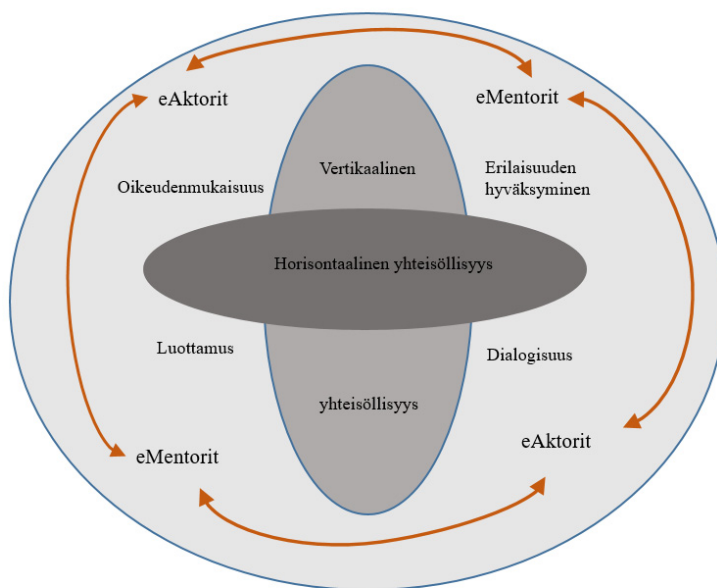 eAktorit
eMentorit
Oikeudenmukaisuus
Vertikaalinen
Erilaisuuden
hyväksyminen
Horisontaalinen yhteisöllisyys
Luottamus
Dialogisuus
yhteisöllisyys
eMentorit
eAktorit